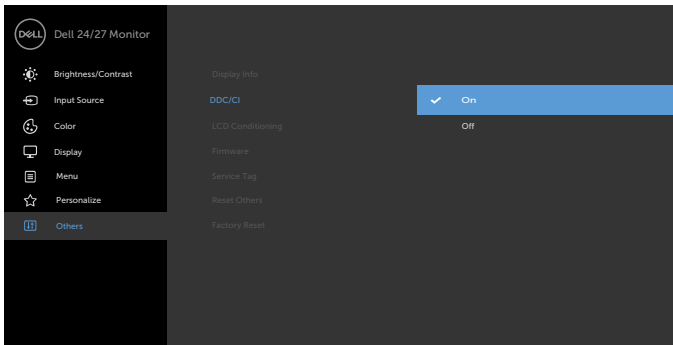 DELL Dell 24/27 Monitor
Brightness/Contrast
Input Source
Color
Display
Menu
Personalize
Others
Display Info
DDC/CI
LCD Conditioning
Firmware
Service Tag
Reset Others
Factory Reset
On
Off